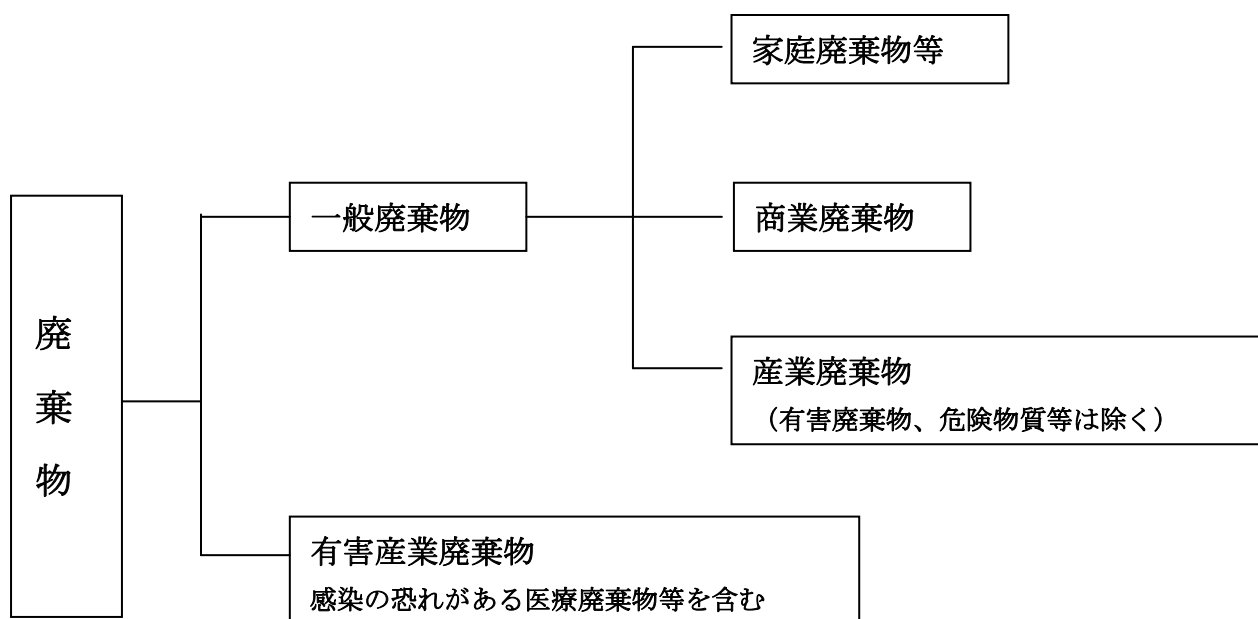 家庭廃棄物等
一般廃棄物
商業廃棄物
廃棄物
産業廃棄物
（有害廃棄物、危険物質等は除く）
有害産業廃棄物
感染の恐れがある医療廃棄物等を含む